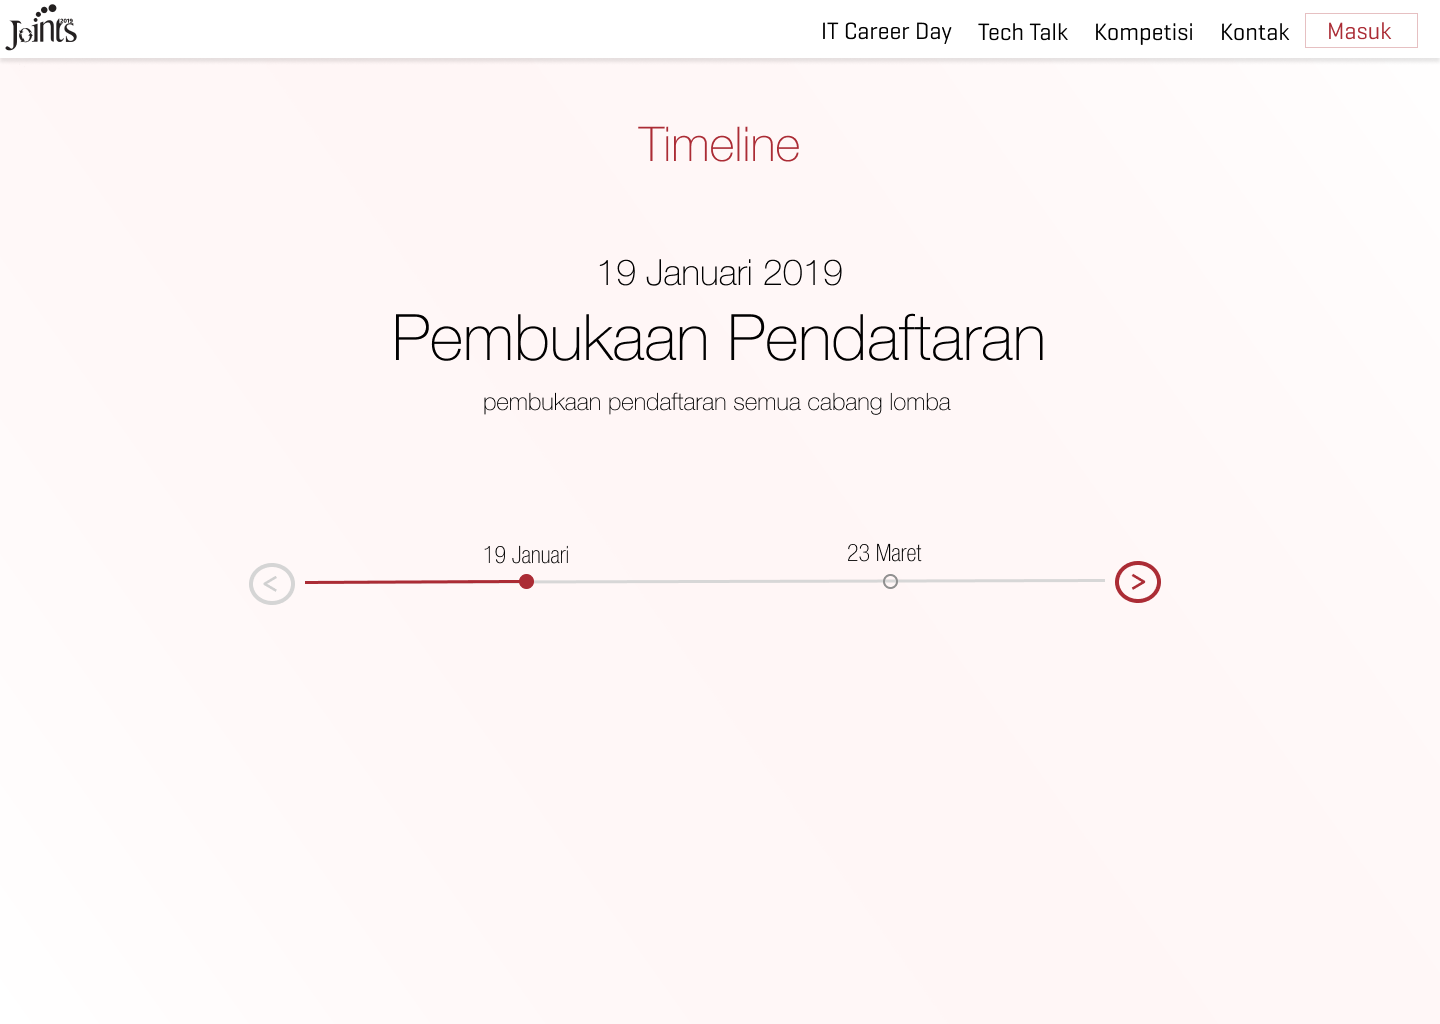 Joints 2019
IT Career Day
Tech Talk
Kompetisi
Kontak
Masuk
Timeline
19 Januari 2019
Pembukaan Pendaftaran
pembukaan pendaftaran semua cabang lomba
19 Januari
23 Maret
<
>